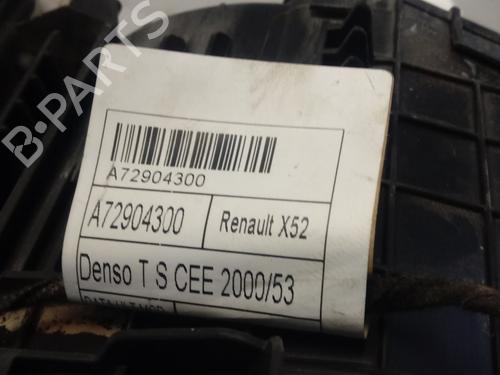 B-PARTS
A72904300
A72904300 Renault X52
Denso T S CEE 2000/53